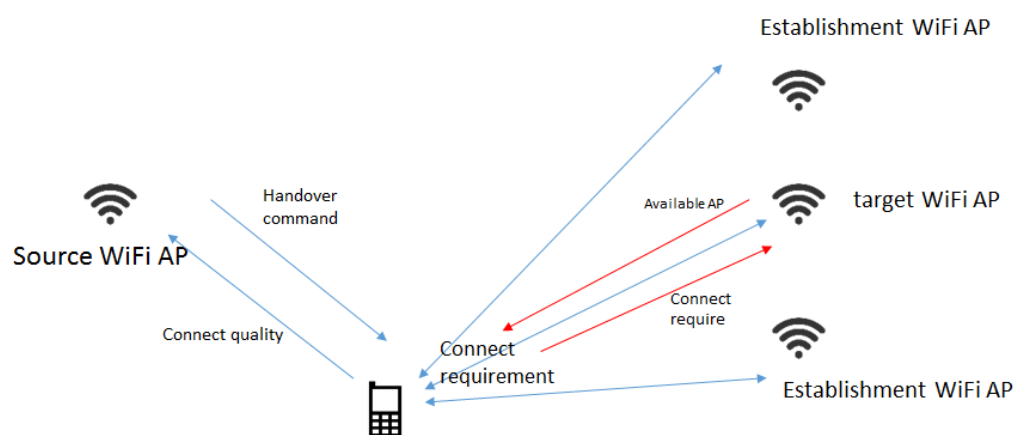 Establishment WiFi AP
Handover
command
Available AP
target WiFi AP
Source WiFi AP
Connect
require
Connect quality
Connect
requirement
Establishment WiFi AP